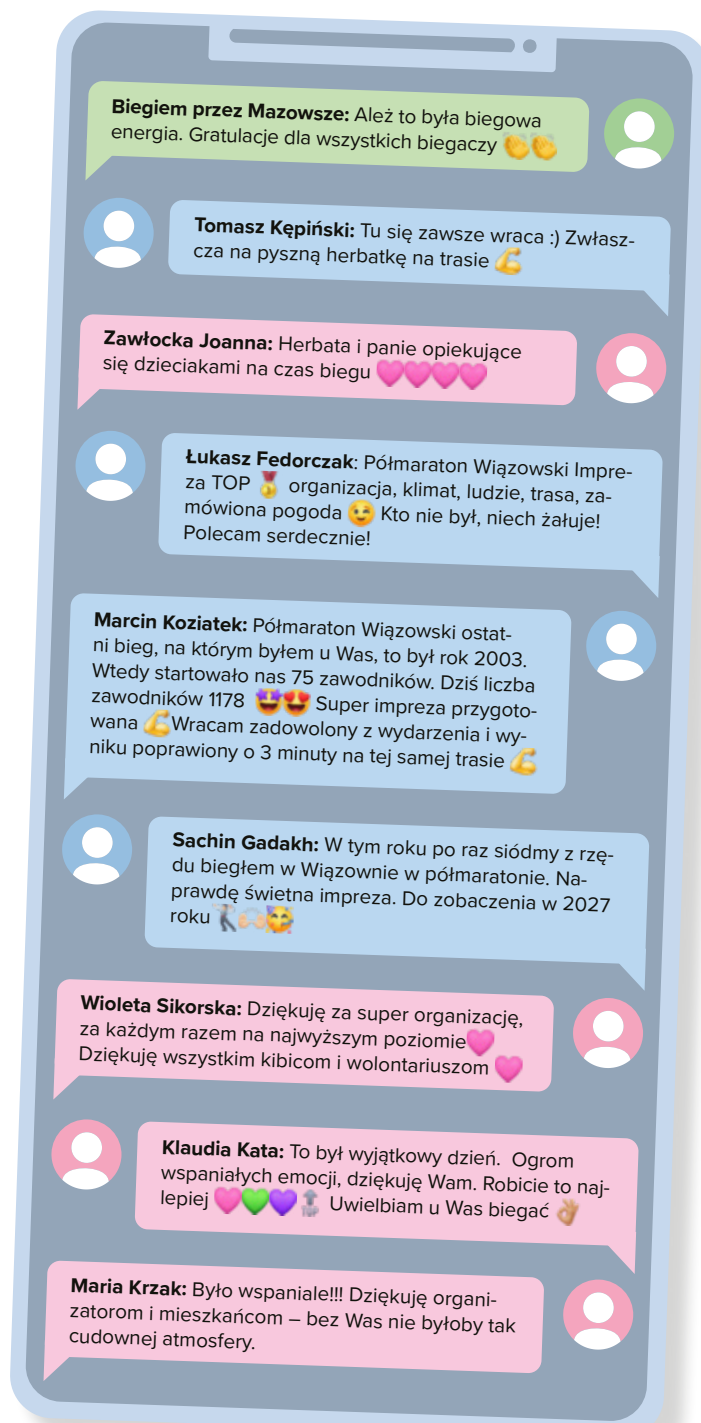 Biegiem przez Mazowsze: Ależ to była biegowa
energia. Gratulacje dla wszystkich biegaczy 👏👏
Tomasz Kępiński: Tu się zawsze wraca :) Zwłasz-
cza na pyszną herbatkę na trasie 💪
Zawłocka Joanna: Herbata i panie opiekujące
się dzieciakami na czas biegu 🩷🩷🩷🩷
Łukasz Fedorczak: Półmaraton Wiązowski Impre-
za TOP 🏅 organizacja, klimat, ludzie, trasa, za-
mówiona pogoda 😉 Kto nie był, niech żałuje!
Polecam serdecznie!
Marcin Koziatek: Półmaraton Wiązowski ostat-
ni bieg, na którym byłem u Was, to był rok 2003.
Wtedy startowało nas 75 zawodników. Dziś liczba
zawodników 1178 🤩😍 Super impreza przygoto-
wana 💪Wracam zadowolony z wydarzenia i wy-
niku poprawiony o 3 minuty na tej samej trasie 💪
Sachin Gadakh: W tym roku po raz siódmy z rzę-
du biegłem w Wiązownie w półmaratonie. Na-
prawdę świetna impreza. Do zobaczenia w 2027
roku
Wioleta Sikorska: Dziękuję za super organizację,
za każdym razem na najwyższym poziomie🩷
Dziękuję wszystkim kibicom i wolontariuszom 🩷
Klaudia Kata: To był wyjątkowy dzień. Ogrom
wspaniałych emocji, dziękuję Wam. Robicie to naj-
lepiej 🩷💚💜🔝 Uwielbiam u Was biegać 👌🏽
Maria Krzak: Było wspaniale!!! Dziękuję organi-
zatorom i mieszkańcom – bez Was nie byłoby tak
cudownej atmosfery.